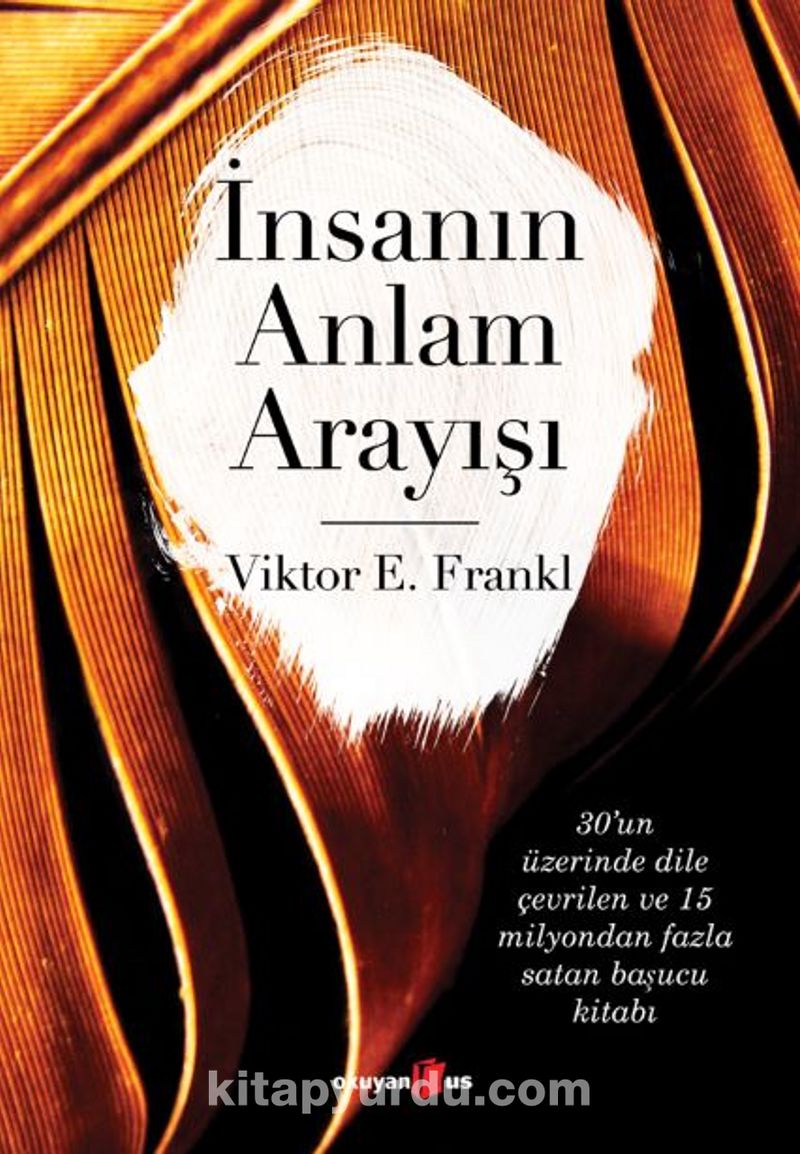 İnsanın
Anlam
Arayışı
Viktor E. Frankl
30'un
üzerinde dile
çevrilen ve 15
milyondan fazla
satan başucu
kitabı
okuyan us
kitapyurdu.com